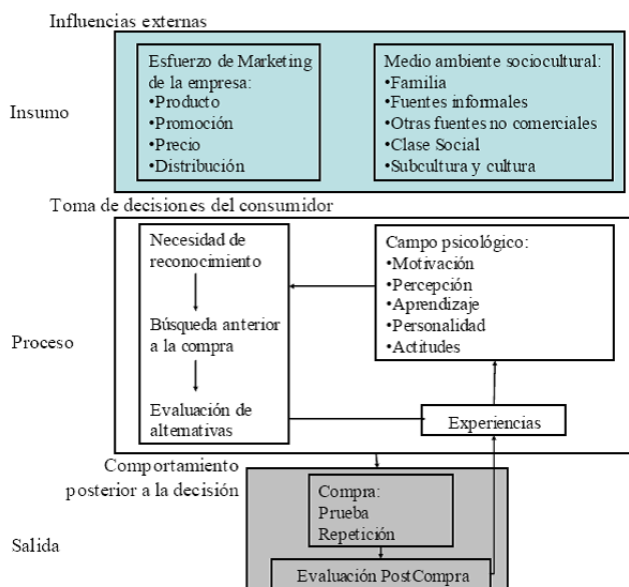 Influencias externas
Insumo
Esfuerzo de Marketing
de la empresa:
•Producto
•Promoción
•Precio
•Distribución
Medio ambiente sociocultural:
•Familia
•Fuentes informales
•Otras fuentes no comerciales
•Clase Social
•Subcultura y cultura
Toma de decisiones del consumidor
Proceso
Necesidad de
reconocimiento
Búsqueda anterior
a la compra
Evaluación de
alternativas
Campo psicológico:
•Motivación
•Percepción
•Aprendizaje
•Personalidad
•Actitudes
Experiencias
Comportamiento
posterior a la decisión
Salida
Compra:
Prueba
Repetición
Evaluación PostCompra